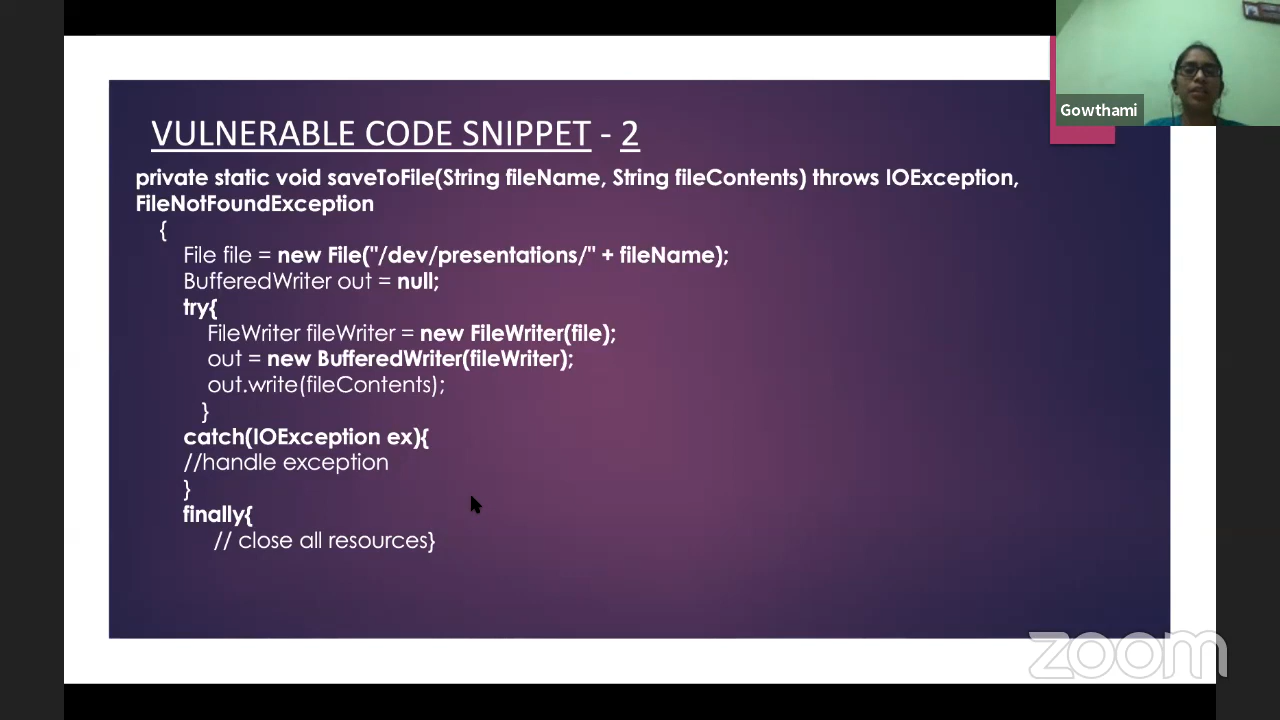 VULNERABLE CODE SNIPPET - 2
private static void saveToFile(String fileName, String fileContents) throws IOException,
FileNotFoundException
{
File file = new File("/dev/presentations/" + fileName);
BufferedWriter out = null;
try{
FileWriter fileWriter = new FileWriter(file);
out = new BufferedWriter(fileWriter);
out.write(fileContents);
}
catch(IOException ex){
//handle exception
}
finally{
// close all resources}
Gowthami
zoom